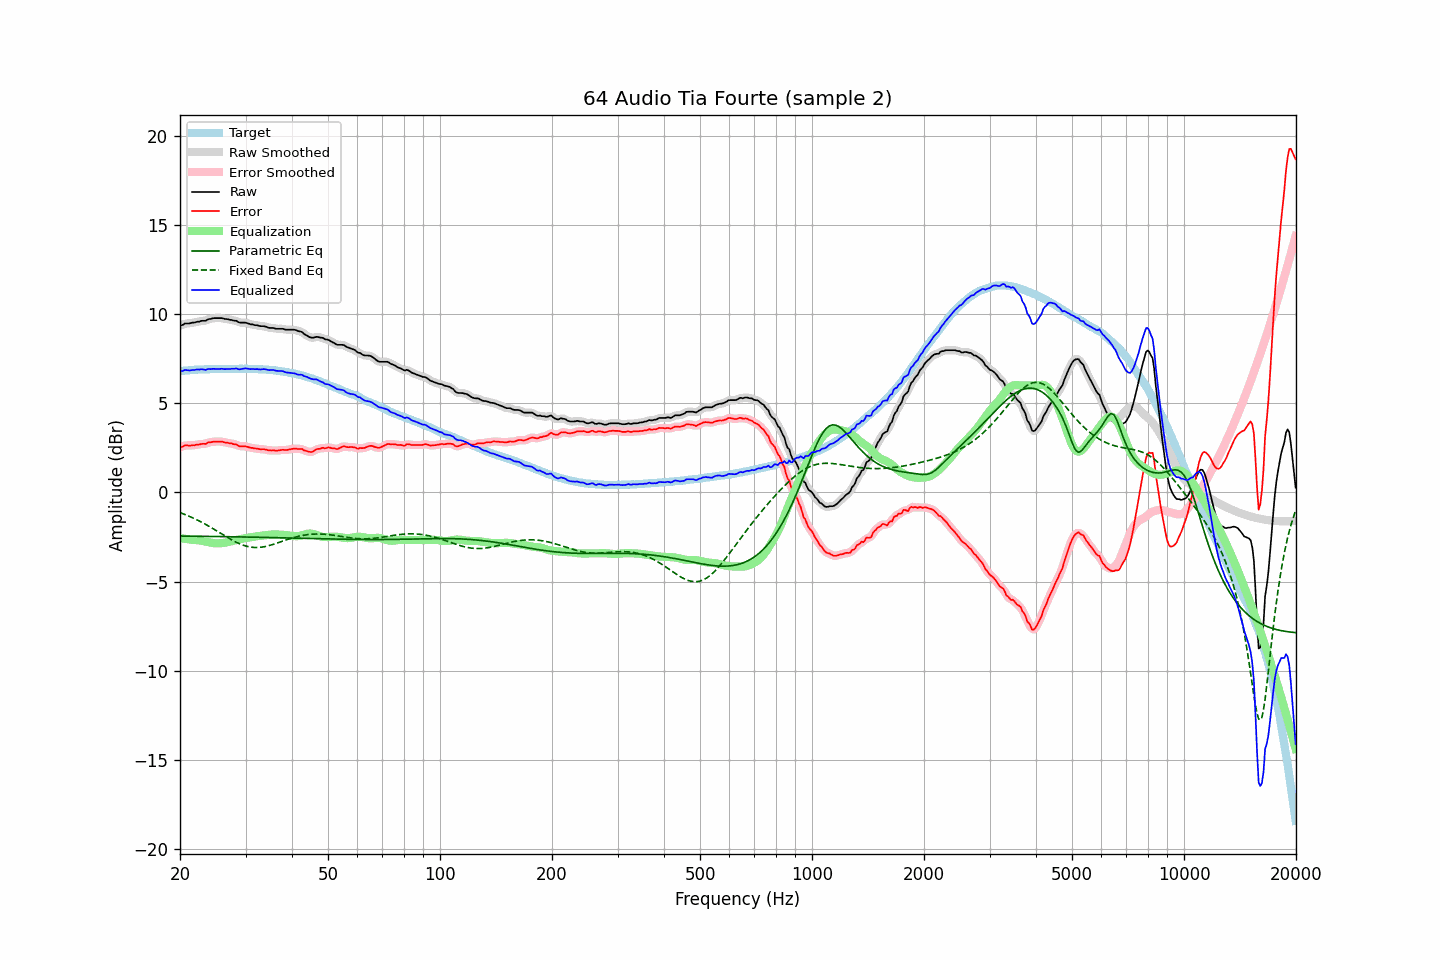 64 Audio Tia Fourte (sample 2)
Target
Raw Smoothed
Error Smoothed
Raw
Error
Equalization
Parametric Eq
Fixed Band Eq
Equalized
Amplitude (dBr)
20
15
10
5
0
−5
−10
−15
−20
20
50
100
200
500
1000
2000
5000
10000
20000
Frequency (Hz)